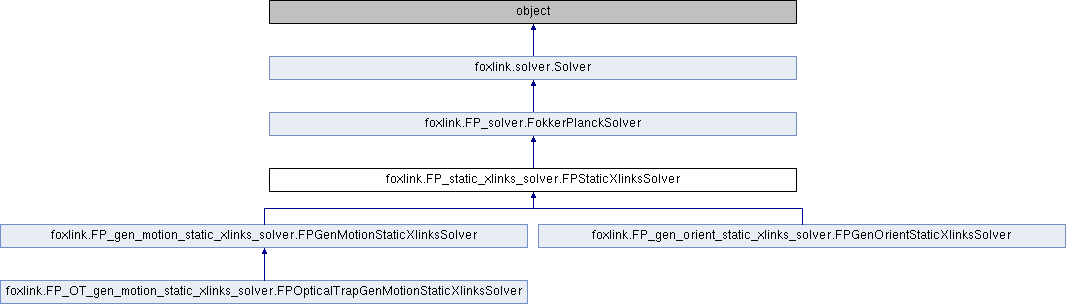 object
foxlink.solver.Solver
foxlink.FP_solver.FokkerPlanckSolver
foxlink.FP_static_xlinks_solver.FPStaticXlinksSolver
foxlink.FP_gen_motion_static_xlinks_solver.FPGenMotionStaticXlinksSolver
foxlink.FP_gen_orient_static_xlinks_solver.FPGenOrientStaticXlinksSolver
foxlink.FP_OT_gen_motion_static_xlinks_solver.FPOpticalTrapGenMotionStaticXlinksSolver